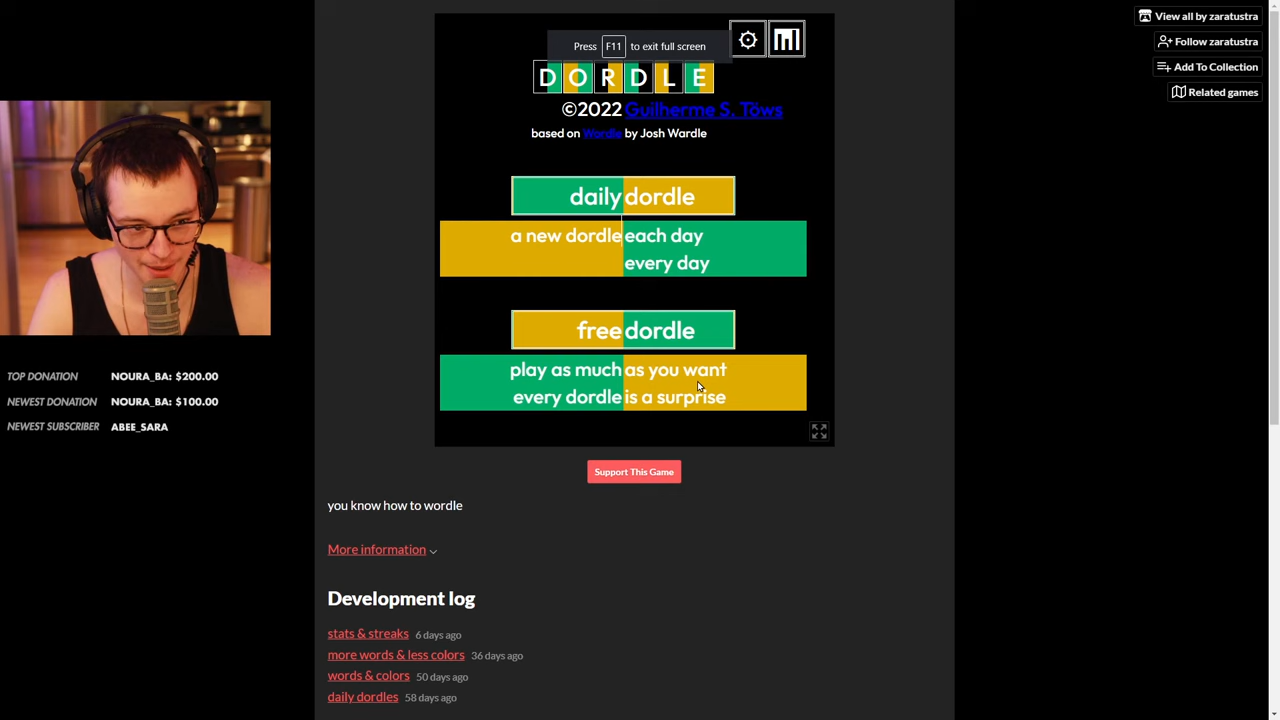 View all by zaratustra
Follow zaratustra
Add To Collection
Related games
Press F11 to exit full screen
DORDLE
©2022 Guilherme S. Töws
based on Wordle by Josh Wardle
daily dordle
a new dordle each day
every day
free dordle
play as much as you want
every dordle is a surprise
Support This Game
you know how to wordle
More information
Development log
stats & streaks 6 days ago
more words & less colors 36 days ago
words & colors 50 days ago
daily dordles 58 days ago
TOP DONATION NOURA_BA: $200.00
NEWEST DONATION NOURA_BA: $100.00
NEWEST SUBSCRIBER ABEE_SARA